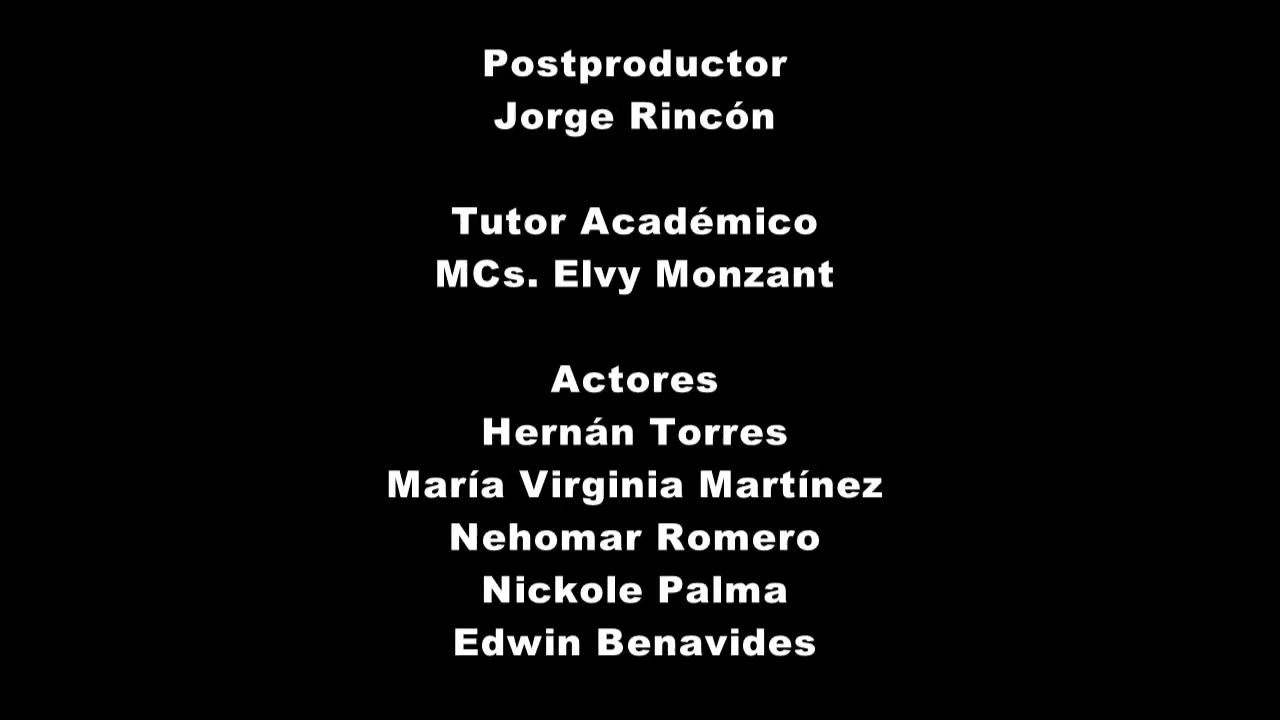 Postproductor
Jorge Rincón
Tutor Académico
MCs. Elvy Monzant
Actores
Hernán Torres
María Virginia Martínez
Nehomar Romero
Nickole Palma
Edwin Benavides